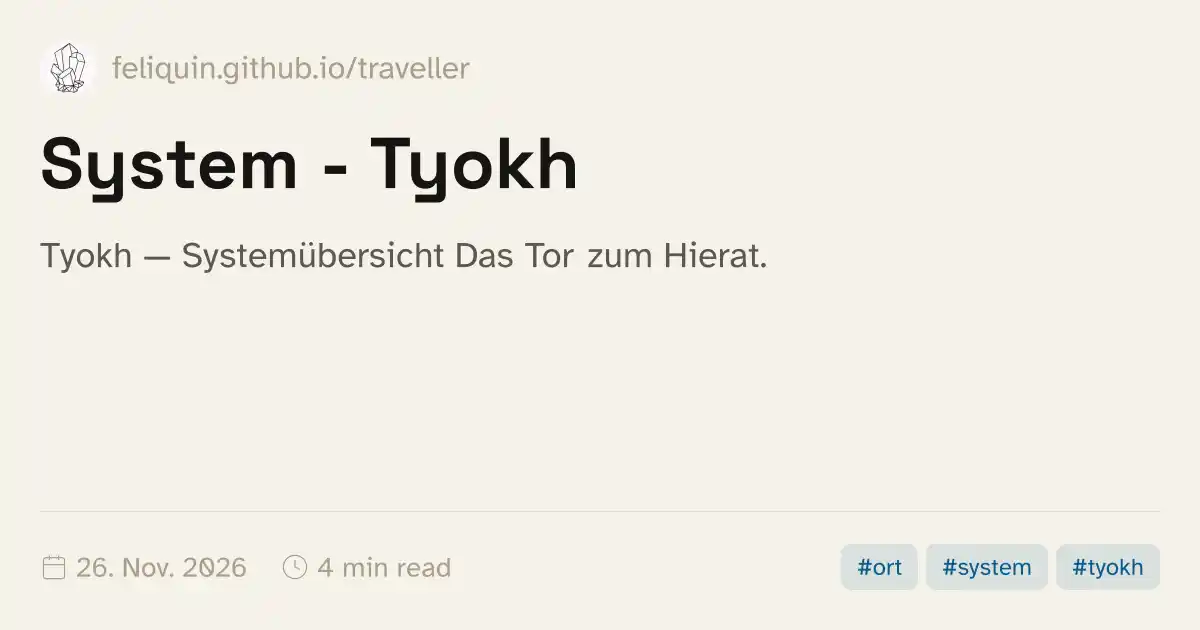 feliquin.github.io/traveller
System - Tyokh
Tyokh — Systemübersicht Das Tor zum Hierat.
26. Nov. 2026 4 min read #ort #system #tyokh